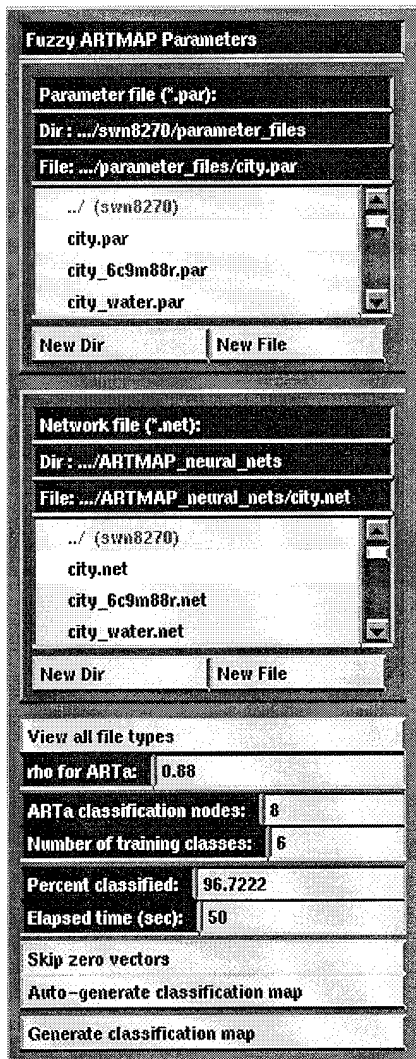 Fuzzy ARTMAP Parameters
Parameter file (*.par):
Dir : .../swn8270/parameter_files
File: .../parameter_files/city.par
../ (swn8270)
city.par
city_6c9m88r.par
city_water.par
New Dir New File
Network file (*.net):
Dir : .../ARTMAP_neural_nets
File: .../ARTMAP_neural_nets/city.net
../ (swn8270)
city.net
city_6c9m88r.net
city_water.net
New Dir New File
View all file types
rho for ARTa: 0.88
ARTa classification nodes: 8
Number of training classes: 6
Percent classified: 96.7222
Elapsed time (sec): 50
Skip zero vectors
Auto-generate classification map
Generate classification map